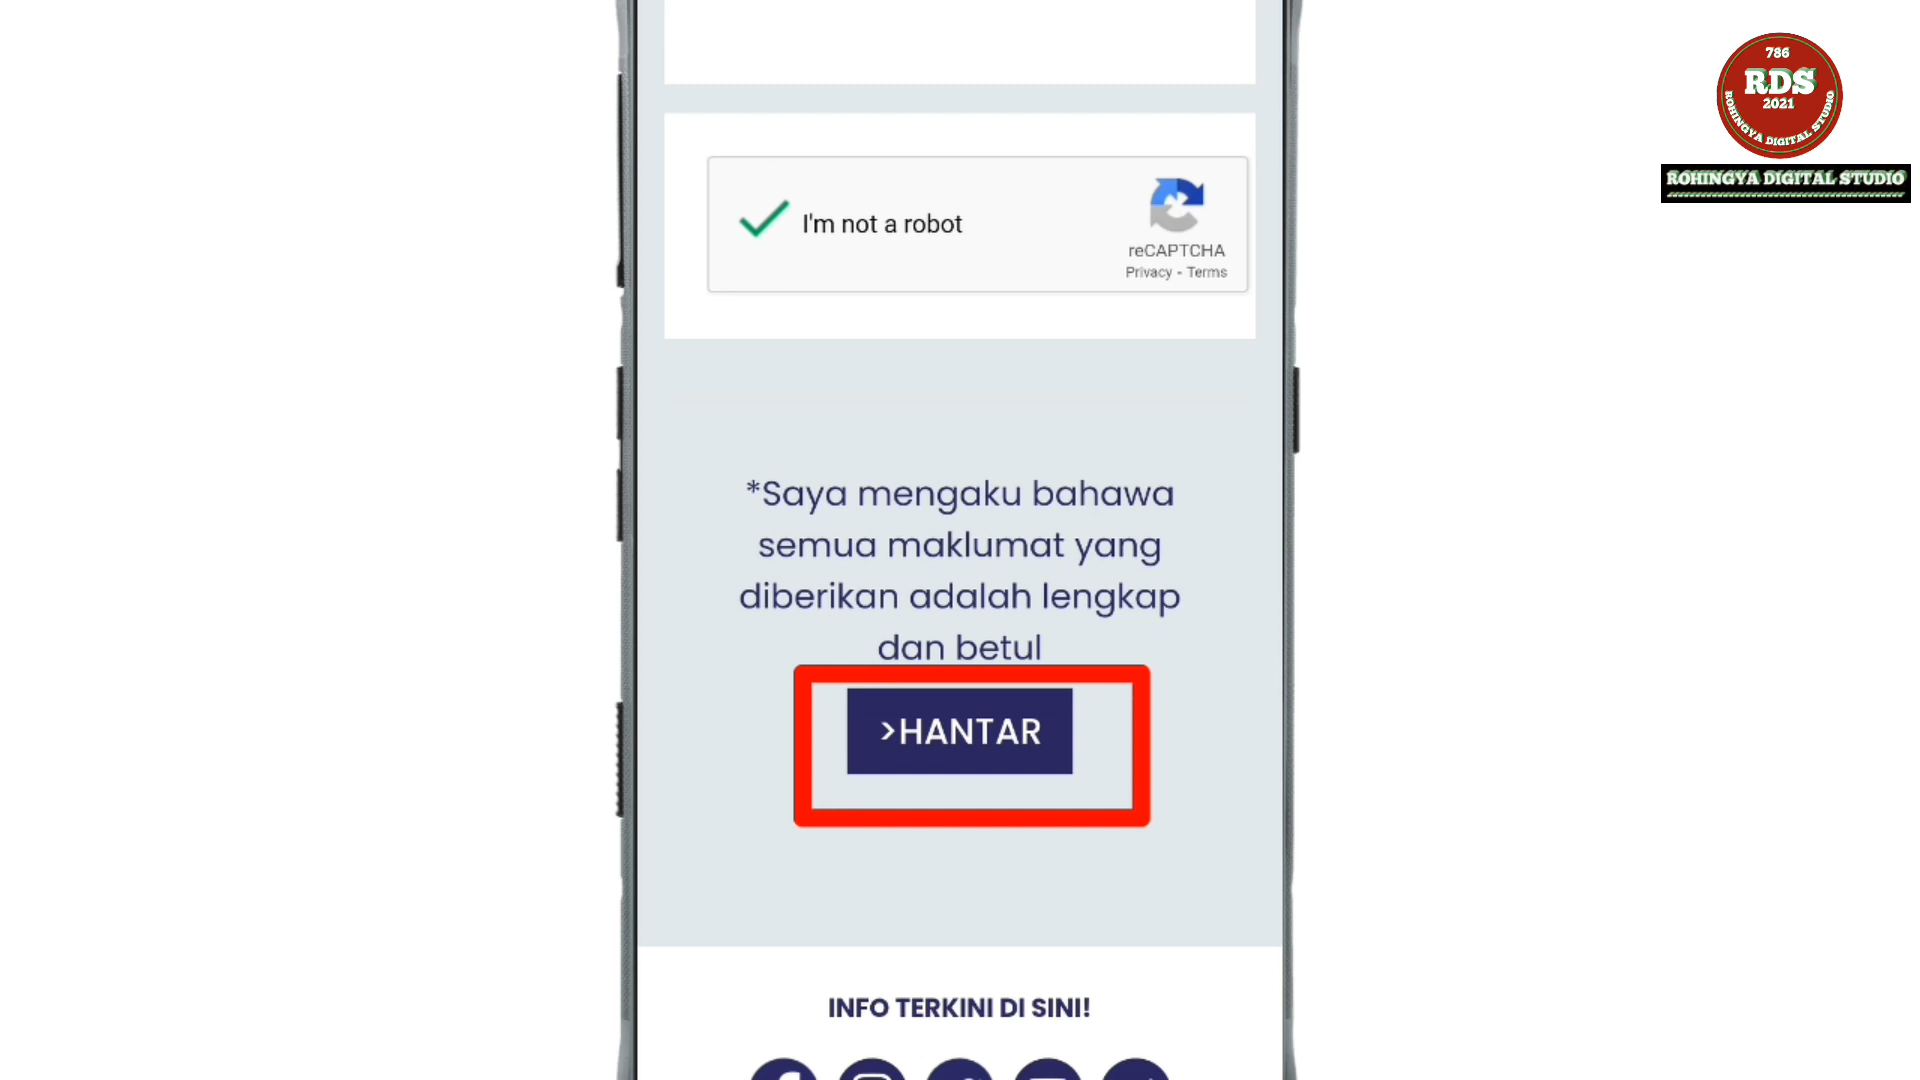 786
RDS
2021
ROHINGYA DIGITAL STUDIO
ROHINGYA DIGITAL STUDIO
I'm not a robot
reCAPTCHA
Privacy - Terms
*Saya mengaku bahawa
semua maklumat yang
diberikan adalah lengkap
dan betul
>HANTAR
INFO TERKINI DI SINI!